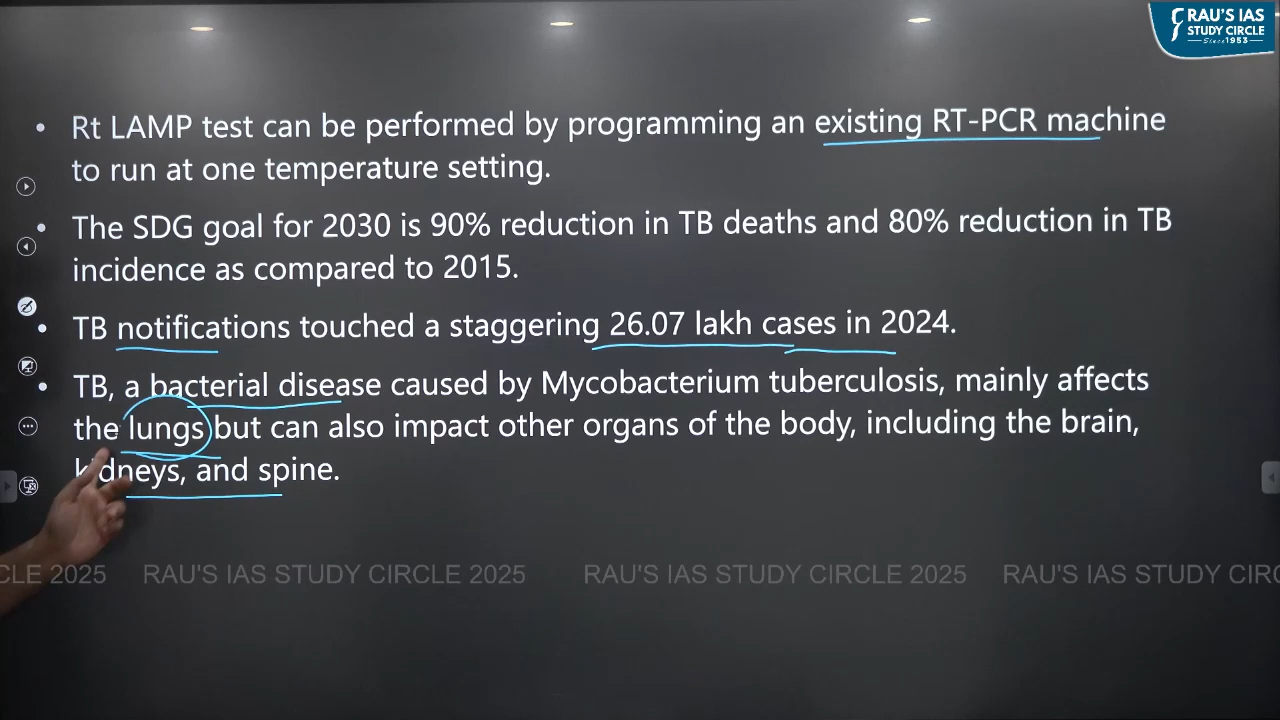 RAU'S IAS
STUDY CIRCLE
Since 1953
• Rt LAMP test can be performed by programming an existing RT-PCR machine
to run at one temperature setting.
• The SDG goal for 2030 is 90% reduction in TB deaths and 80% reduction in TB
incidence as compared to 2015.
• TB notifications touched a staggering 26.07 lakh cases in 2024.
• TB, a bacterial disease caused by Mycobacterium tuberculosis, mainly affects
the lungs but can also impact other organs of the body, including the brain,
kidneys, and spine.
CLE 2025 RAU'S IAS STUDY CIRCLE 2025 RAU'S IAS STUDY CIRCLE 2025 RAU'S IAS STUDY CIRC